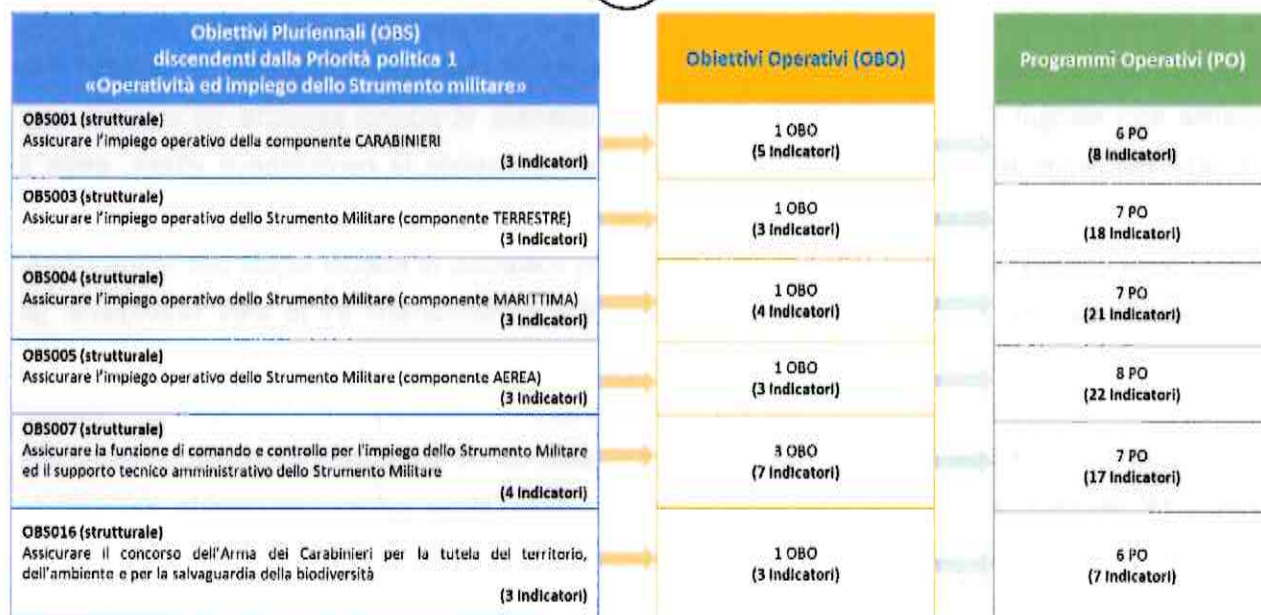 Obiettivi Pluriennali (OBS)
discendenti dalla Priorità politica 1
«Operatività ed impiego dello Strumento militare»
Obiettivi Operativi (OBO)
Programmi Operativi (PO)
OBS001 (strutturale)
Assicurare l'impiego operativo della componente CARABINIERI
(3 Indicatori)
1 OBO
(5 Indicatori)
6 PO
(8 Indicatori)
OBS003 (strutturale)
Assicurare l'impiego operativo dello Strumento Militare (componente TERRESTRE)
(3 Indicatori)
1 OBO
(3 Indicatori)
7 PO
(18 Indicatori)
OBS004 (strutturale)
Assicurare l'impiego operativo dello Strumento Militare (componente MARITTIMA)
(3 Indicatori)
1 OBO
(4 Indicatori)
7 PO
(21 Indicatori)
OBS005 (strutturale)
Assicurare l'impiego operativo dello Strumento Militare (componente AEREA)
(3 Indicatori)
1 OBO
(3 Indicatori)
8 PO
(22 Indicatori)
OBS007 (strutturale)
Assicurare la funzione di comando e controllo per l'impiego dello Strumento Militare
ed il supporto tecnico amministrativo dello Strumento Militare
(4 Indicatori)
3 OBO
(7 Indicatori)
7 PO
(17 Indicatori)
OBS016 (strutturale)
Assicurare il concorso dell'Arma dei Carabinieri per la tutela del territorio,
dell'ambiente e per la salvaguardia della biodiversità
(3 Indicatori)
1 OBO
(3 Indicatori)
6 PO
(7 Indicatori)